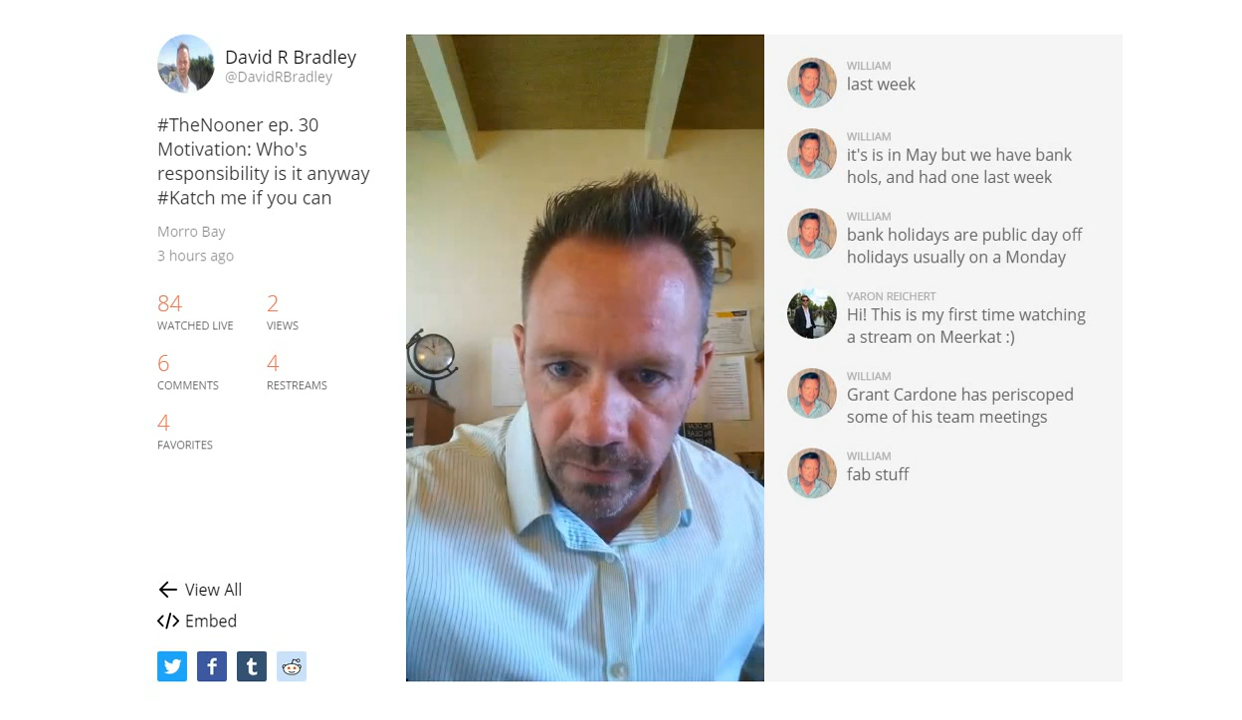 David R Bradley
@DavidRBradley
#TheNooner ep. 30
Motivation: Who's
responsibility is it anyway
#Katch me if you can
Morro Bay
3 hours ago
84
WATCHED LIVE
2
VIEWS
6
COMMENTS
4
RESTREAMS
4
FAVORITES
View All
Embed
WILLIAM
last week
WILLIAM
it's is in May but we have bank
hols, and had one last week
WILLIAM
bank holidays are public day off
holidays usually on a Monday
YARON REICHERT
Hi! This is my first time watching
a stream on Meerkat :)
WILLIAM
Grant Cardone has periscoped
some of his team meetings
WILLIAM
fab stuff